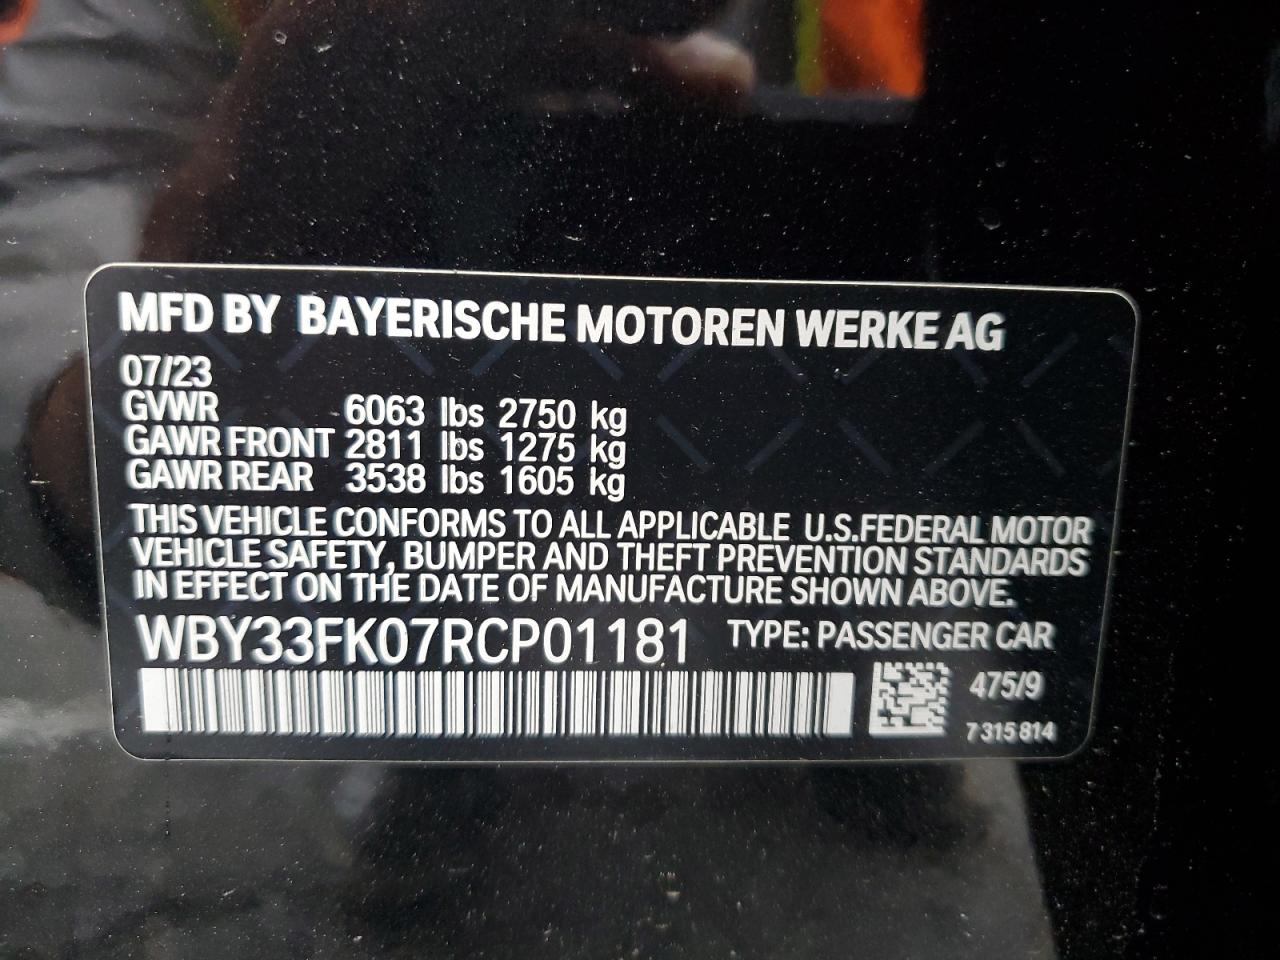 MFD BY BAYERISCHE MOTOREN WERKE AG
07/23
GVWR 6063 lbs 2750 kg
GAWR FRONT 2811 lbs 1275 kg
GAWR REAR 3538 lbs 1605 kg
THIS VEHICLE CONFORMS TO ALL APPLICABLE U.S.FEDERAL MOTOR
VEHICLE SAFETY, BUMPER AND THEFT PREVENTION STANDARDS
IN EFFECT ON THE DATE OF MANUFACTURE SHOWN ABOVE.
WBY33FK07RCP01181 TYPE: PASSENGER CAR
475/9
7 315 814